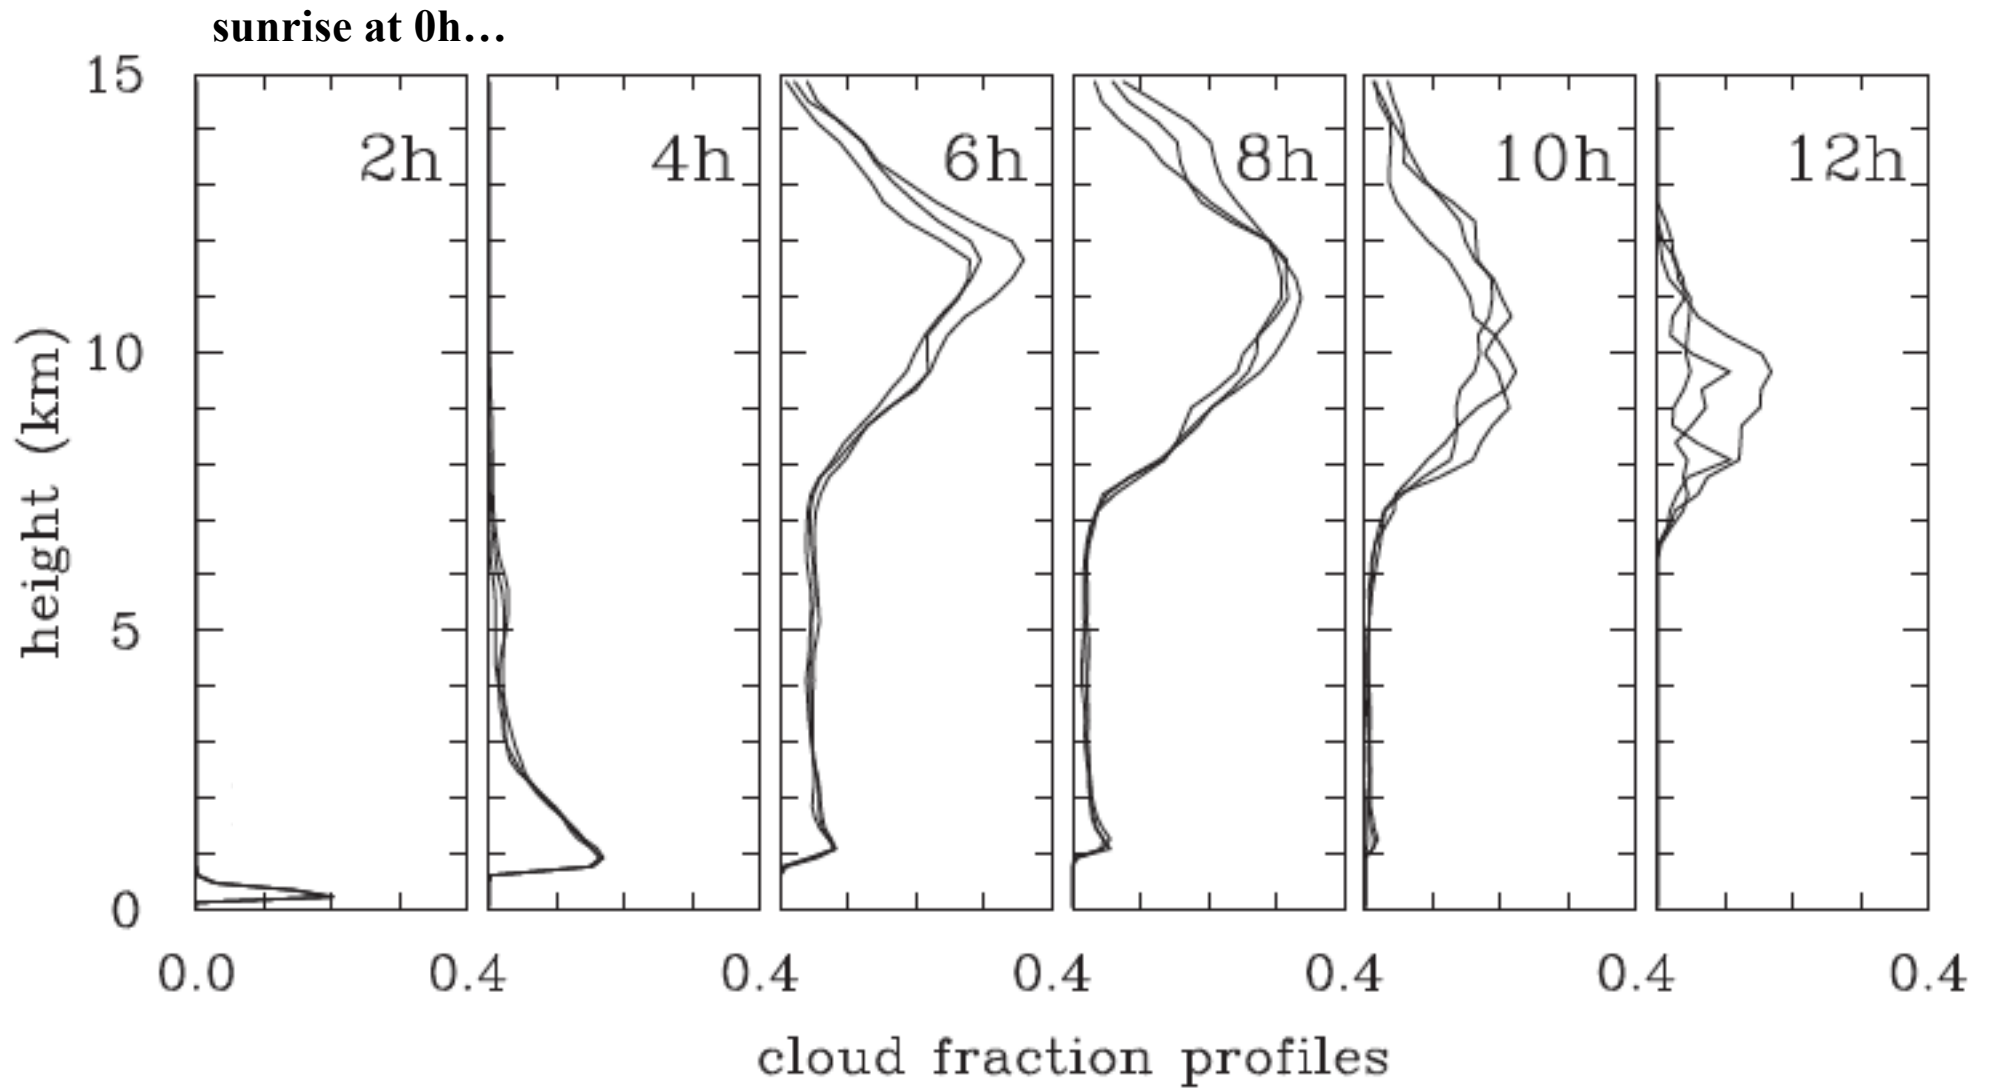 sunrise at 0h…
15
2h 4h 6h 8h 10h 12h
10
height (km)
5
0
0.0 0.4 0.4 0.4 0.4 0.4 0.4
cloud fraction profiles